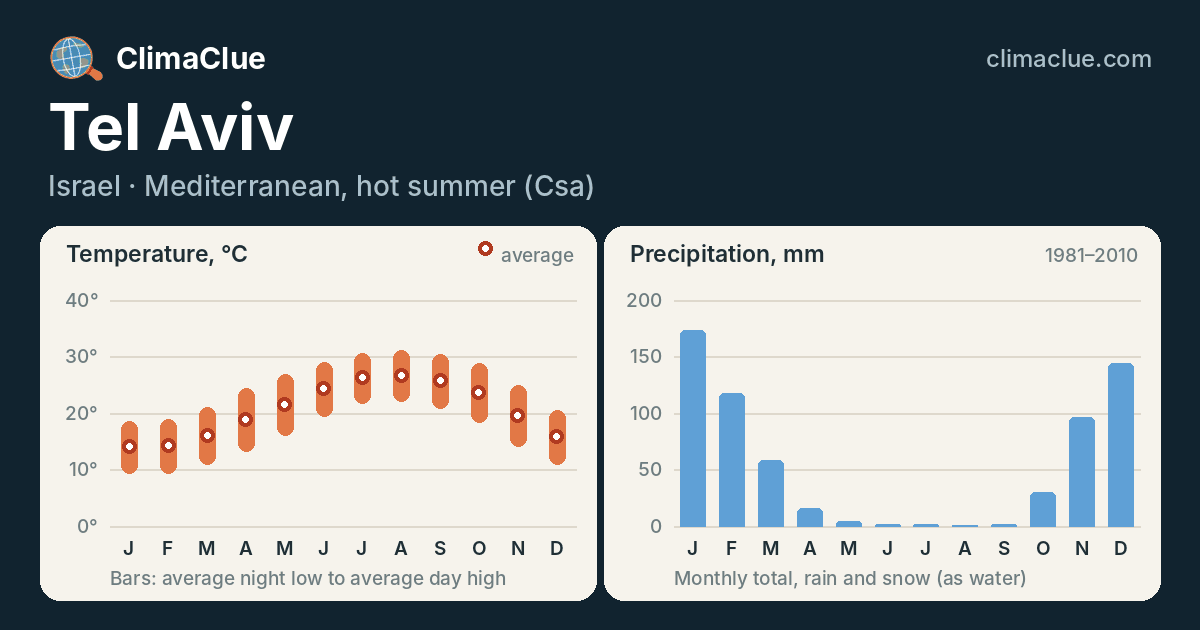 ClimaClue
climaclue.com
Tel Aviv
Israel · Mediterranean, hot summer (Csa)
Temperature, °C
average
40°
30°
20°
10°
0°
J F M A M J J A S O N D
Bars: average night low to average day high
Precipitation, mm
1981–2010
200
150
100
50
0
J F M A M J J A S O N D
Monthly total, rain and snow (as water)